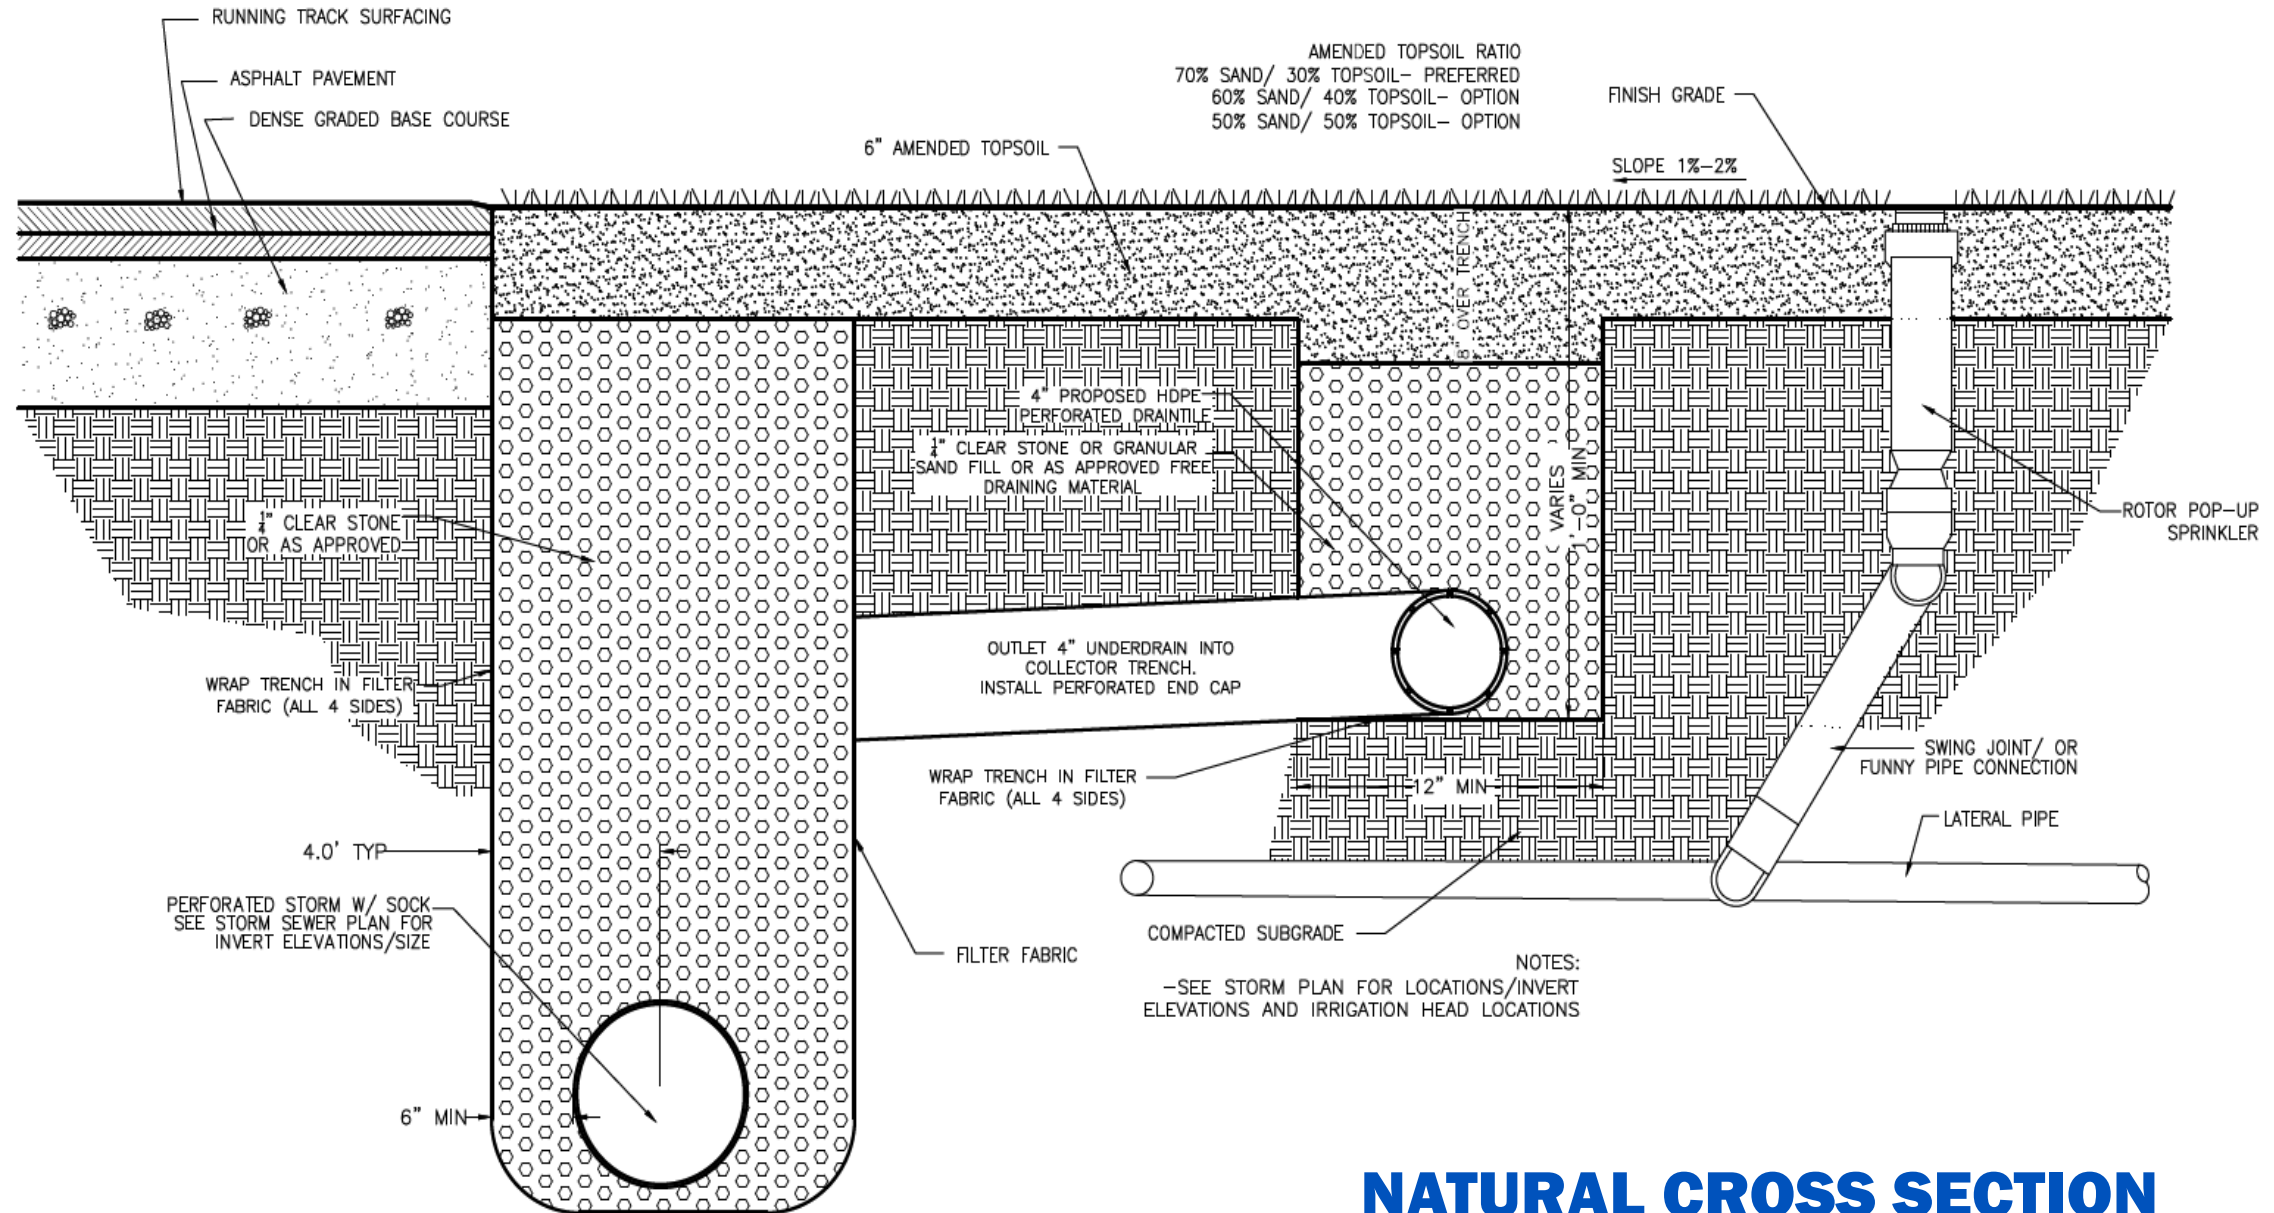 RUNNING TRACK SURFACING
ASPHALT PAVEMENT
DENSE GRADED BASE COURSE
AMENDED TOPSOIL RATIO
70% SAND/ 30% TOPSOIL- PREFERRED
60% SAND/ 40% TOPSOIL- OPTION
50% SAND/ 50% TOPSOIL- OPTION
6" AMENDED TOPSOIL
FINISH GRADE
SLOPE 1%-2%
8 OVER TRENCH
4" PROPOSED HDPE
PERFORATED DRAINTILE
1/4" CLEAR STONE OR GRANULAR
SAND FILL OR AS APPROVED FREE
DRAINING MATERIAL
VARIES
1'-0" MIN
1/4" CLEAR STONE
OR AS APPROVED
ROTOR POP-UP
SPRINKLER
OUTLET 4" UNDERDRAIN INTO
COLLECTOR TRENCH.
INSTALL PERFORATED END CAP
WRAP TRENCH IN FILTER
FABRIC (ALL 4 SIDES)
WRAP TRENCH IN FILTER
FABRIC (ALL 4 SIDES)
12" MIN
SWING JOINT/ OR
FUNNY PIPE CONNECTION
LATERAL PIPE
4.0' TYP
PERFORATED STORM W/ SOCK
SEE STORM SEWER PLAN FOR
INVERT ELEVATIONS/SIZE
FILTER FABRIC
COMPACTED SUBGRADE
NOTES:
-SEE STORM PLAN FOR LOCATIONS/INVERT
ELEVATIONS AND IRRIGATION HEAD LOCATIONS
6" MIN
NATURAL CROSS SECTION